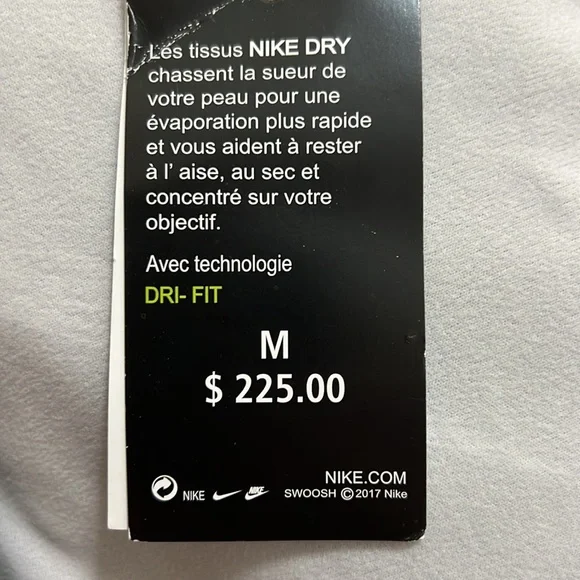 Les tissus NIKE DRY
chassent la sueur de
votre peau pour une
évaporation plus rapide
et vous aident à rester
à l' aise, au sec et
concentré sur votre
objectif.
Avec technologie
DRI- FIT
M
$ 225.00
NIKE.COM
NIKE NIKE SWOOSH ©2017 Nike